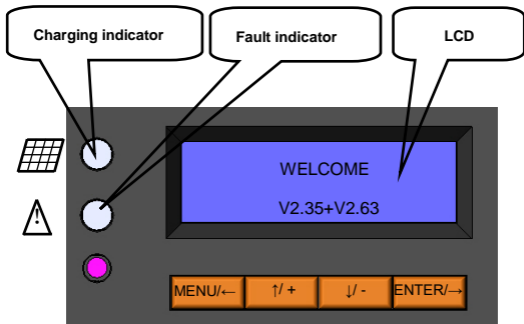 Charging indicator
Fault indicator
LCD
WELCOME
V2.35+V2.63
MENU/←
↑/ +
↓/ -
ENTER/→